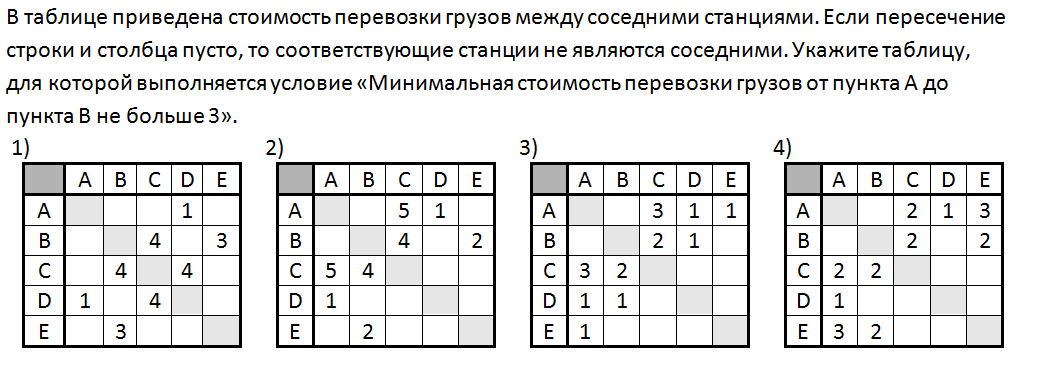 В таблице приведена стоимость перевозки грузов между соседними станциями. Если пересечение
строки и столбца пусто, то соответствующие станции не являются соседними. Укажите таблицу,
для которой выполняется условие «Минимальная стоимость перевозки грузов от пункта А до
пункта В не больше 3».
1) 2) 3) 4)
A B C D E A B C D E A B C D E A B C D E
A 1 A 5 1 A 3 1 1 A 2 1 3
B 4 3 B 4 2 B 2 1 B 2 2
C 4 4 C 5 4 C 3 2 C 2 2
D 1 4 D 1 D 1 1 D 1
E 3 E 2 E 1 E 3 2